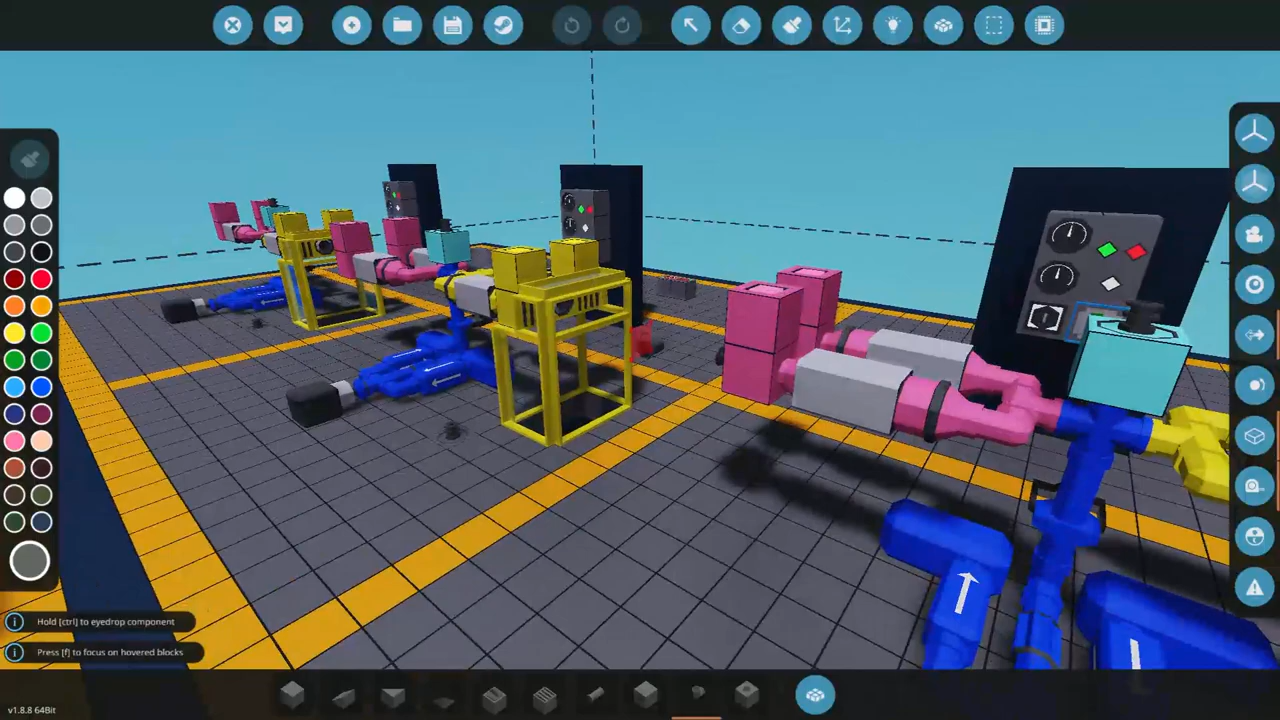 Hold [ctrl] to eyedrop component
Press [f] to focus on hovered blocks
v1.8.8 64Bit